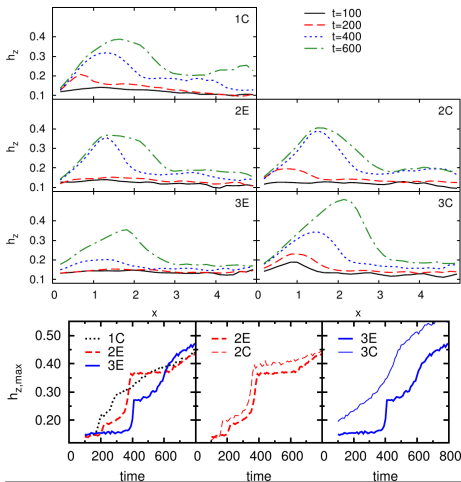 1C
t=100
t=200
t=400
t=600
h_z
0.4
0.3
0.2
0.1
2E
2C
h_z
0.4
0.3
0.2
0.1
3E
3C
h_z
0.4
0.3
0.2
0.1
0 1 2 3 4 0 1 2 3 4
x x
h_z,max
0.50
0.40
0.30
0.20
1C
2E
3E
2E
2C
3E
3C
0 200 400 600 0 200 400 600 0 200 400 600 800
time time time